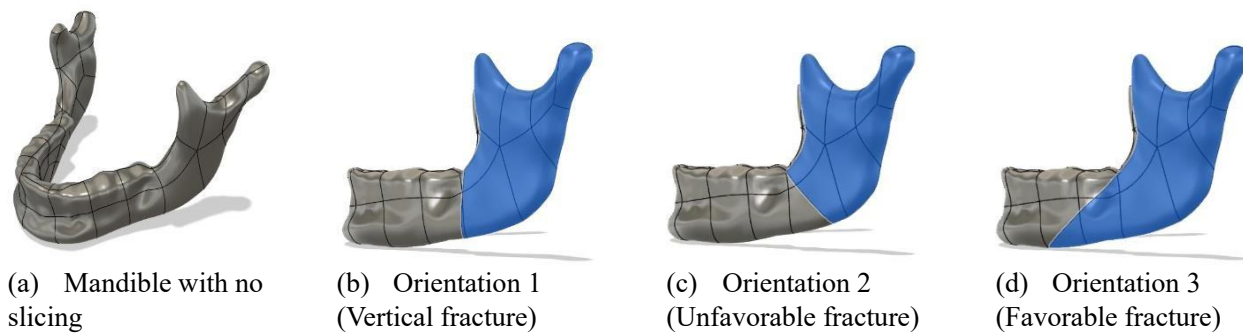 (a) Mandible with no
slicing
(b) Orientation 1
(Vertical fracture)
(c) Orientation 2
(Unfavorable fracture)
(d) Orientation 3
(Favorable fracture)